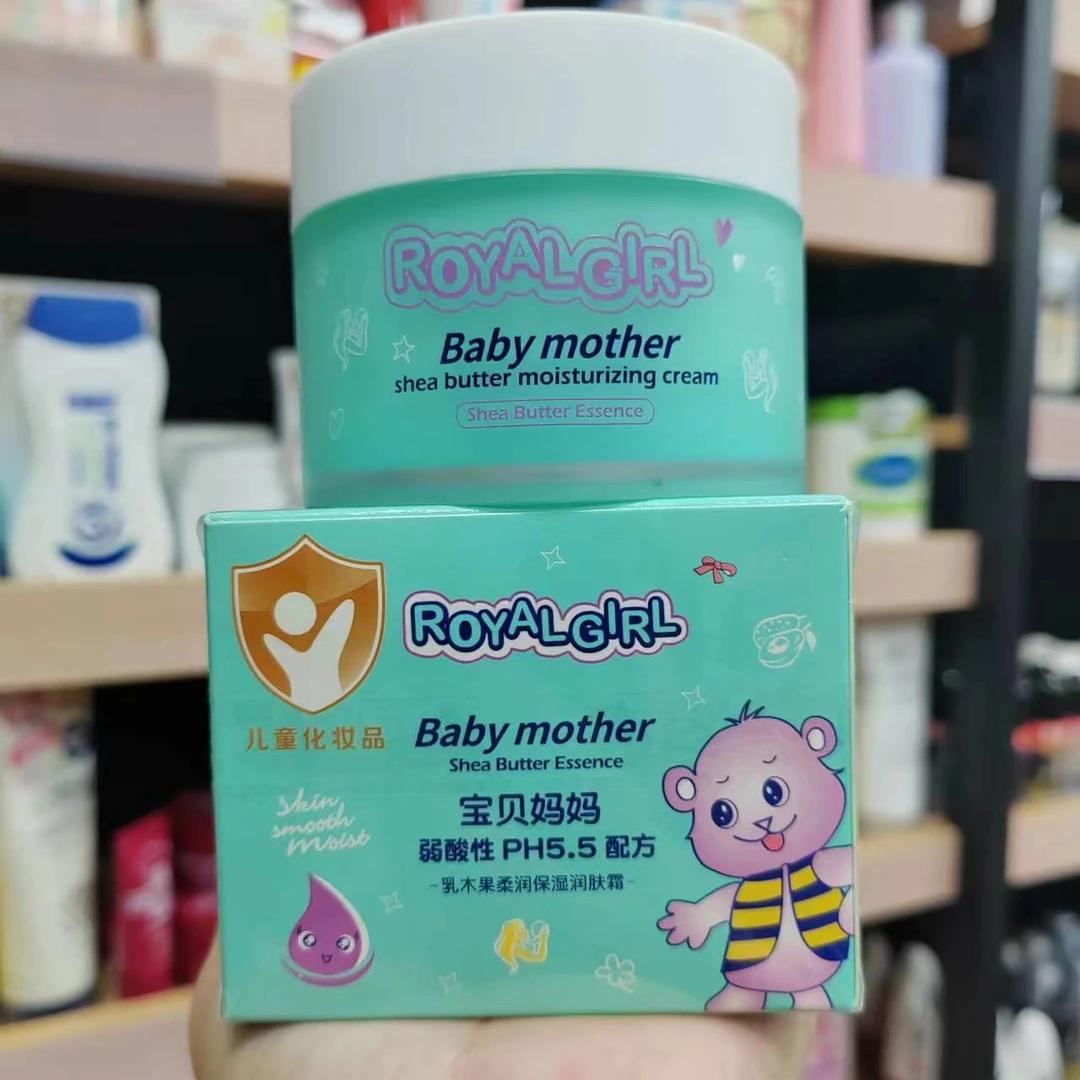 ROYALGIRL
Baby mother
shea butter moisturizing cream
Shea Butter Essence
ROYALGIRL
儿童化妆品
Baby mother
Shea Butter Essence
skin
smooth
moist
宝贝妈妈
弱酸性 PH5.5 配方
-乳木果柔润保湿润肤霜-